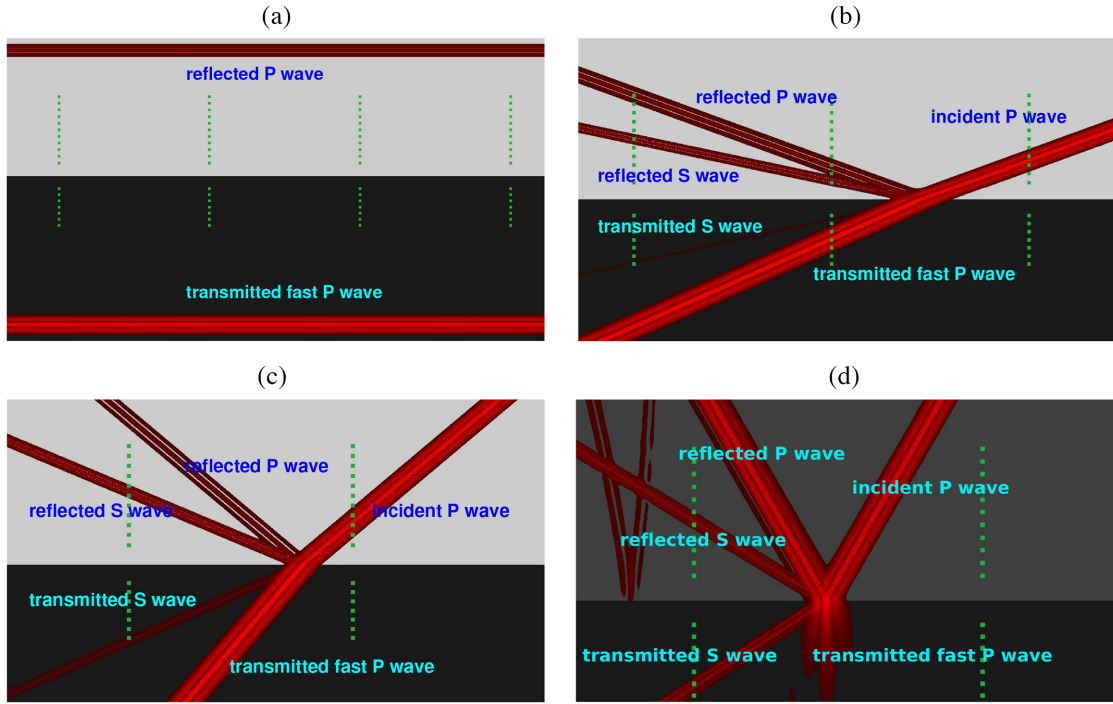 (a)
reflected P wave
transmitted fast P wave
(b)
reflected P wave
incident P wave
reflected S wave
transmitted S wave
transmitted fast P wave
(c)
reflected P wave
reflected S wave
incident P wave
transmitted S wave
transmitted fast P wave
(d)
reflected P wave
incident P wave
reflected S wave
transmitted S wave
transmitted fast P wave